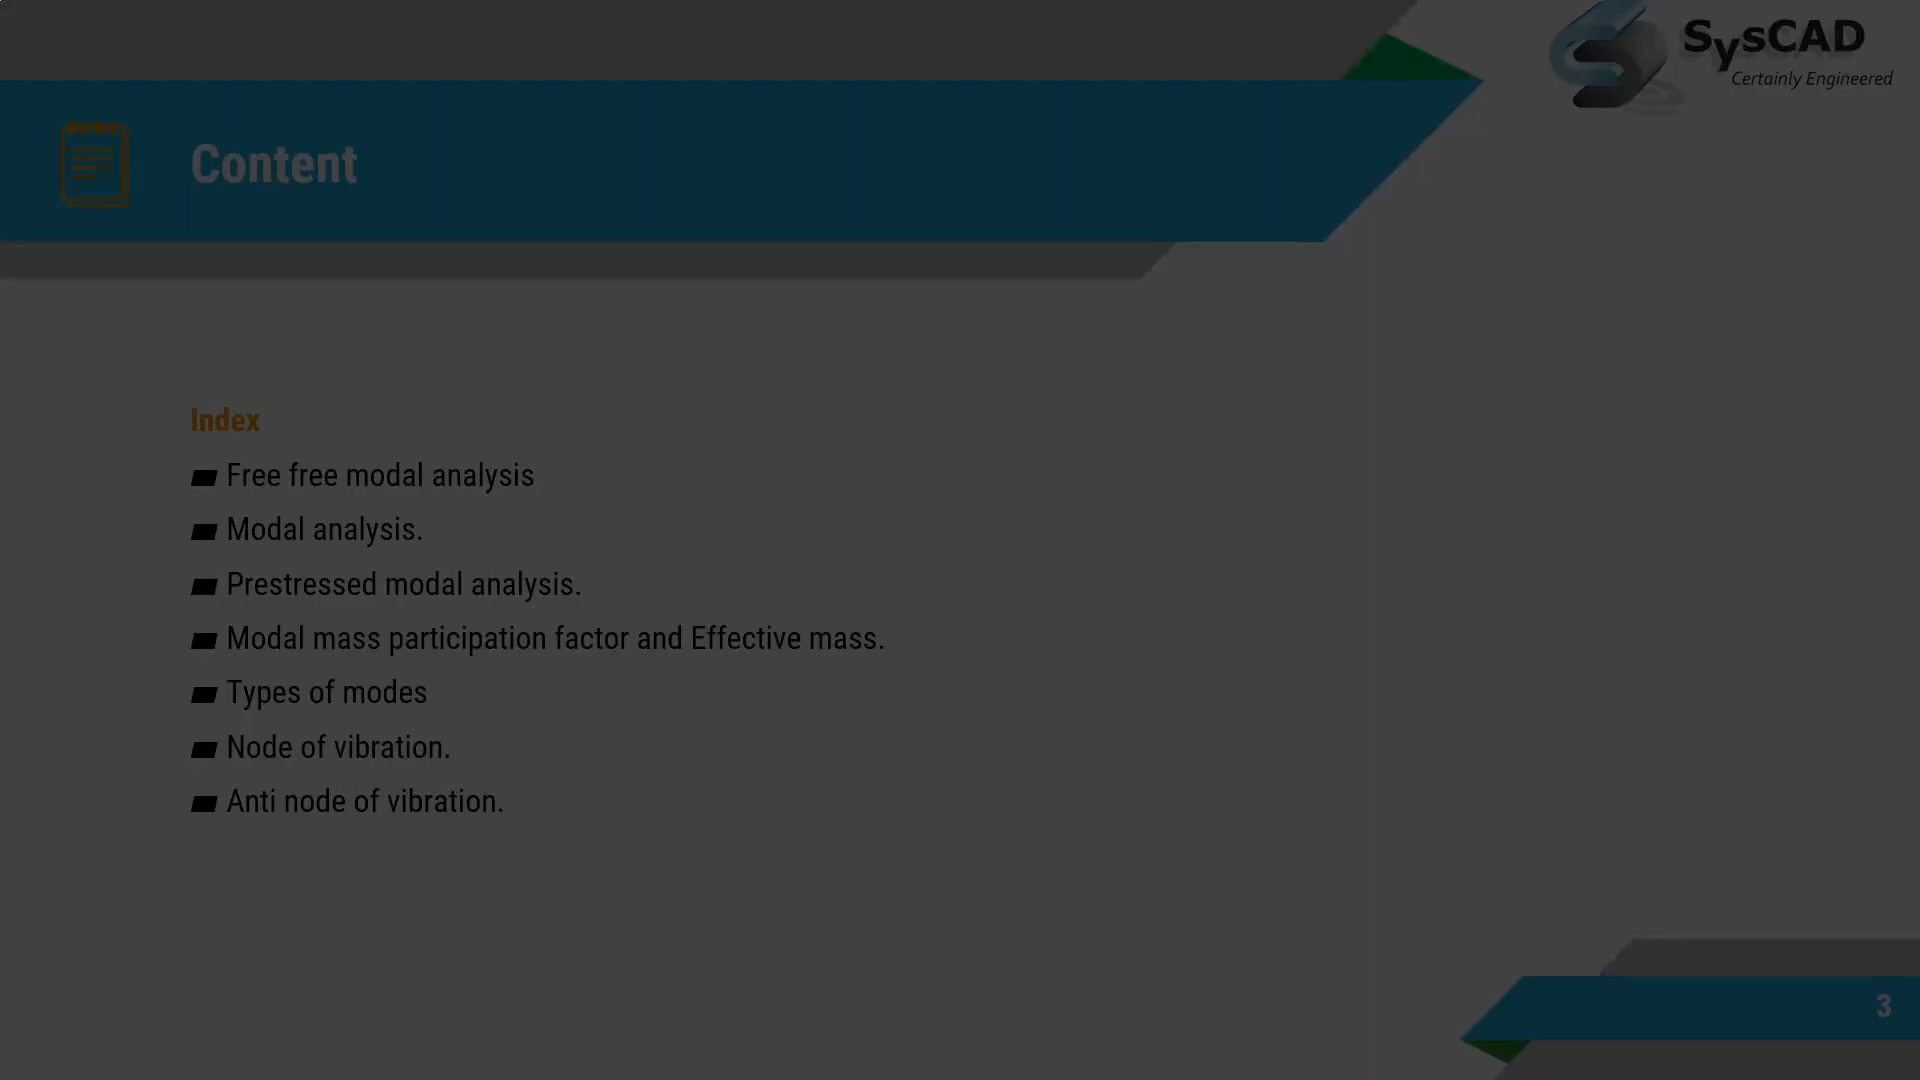 SysCAD
Certainly Engineered
Content
Index
Free free modal analysis
Modal analysis.
Prestressed modal analysis.
Modal mass participation factor and Effective mass.
Types of modes
Node of vibration.
Anti node of vibration.
3